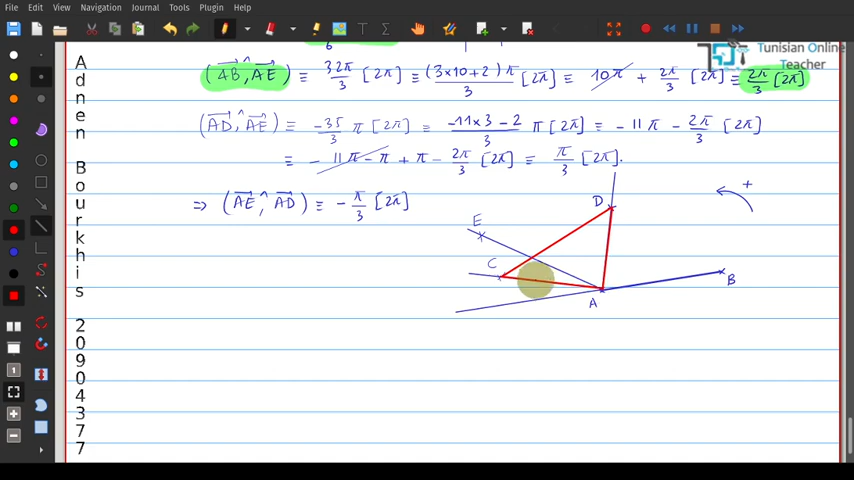 File Edit View Navigation Journal Tools Plugin Help
Tunisian Online Teacher
6
(AB, AE) ≡ 32π/3 [2π] ≡ (3×10+2)π/3 [2π] ≡ 10π + 2π/3 [2π] ≡ 2π/3 [2π]
(AD, AE) ≡ -35/3 π [2π] ≡ (-11×3-2)/3 π [2π] ≡ -11π - 2π/3 [2π]
≡ -11π - π + π - 2π/3 [2π] ≡ π/3 [2π].
⇒ (AE, AD) ≡ -π/3 [2π]
D
+
E
C
B
A
Adnen Bourkhis 20904377